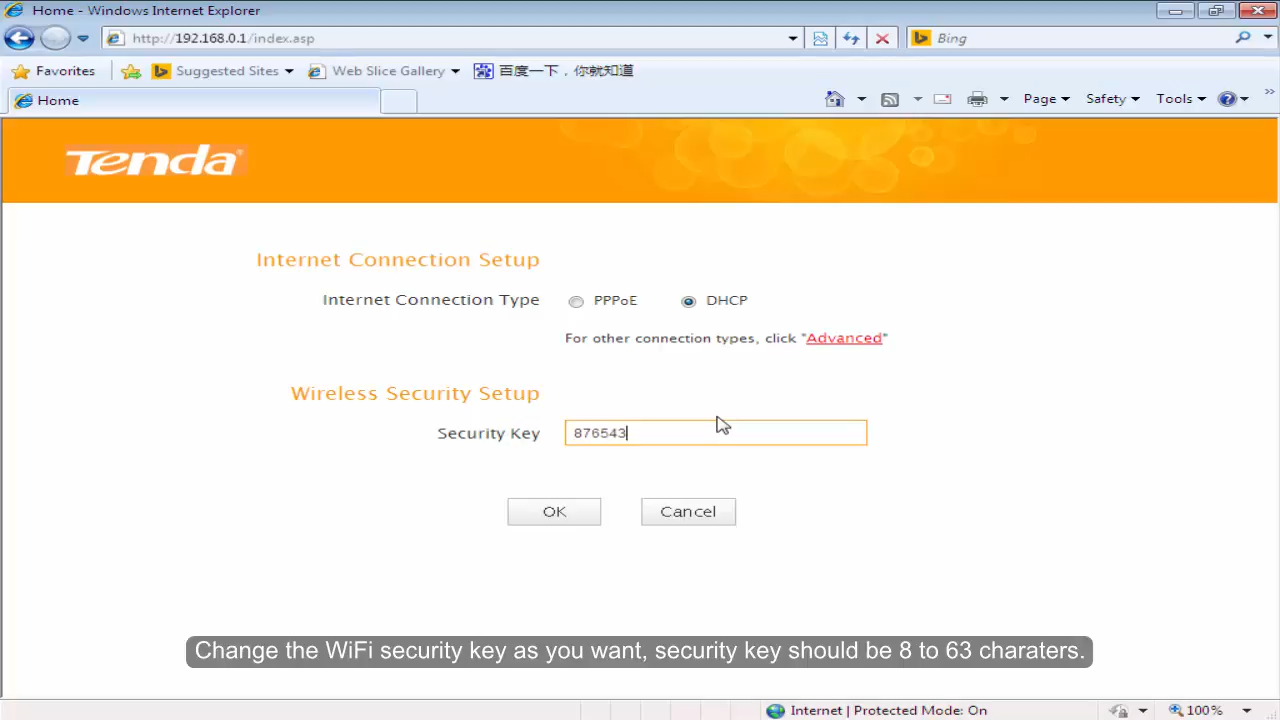 Home - Windows Internet Explorer
http://192.168.0.1/index.asp
Bing
Favorites
Suggested Sites
Web Slice Gallery
百度一下，你就知道
Home
Page
Safety
Tools
Tenda
Internet Connection Setup
Internet Connection Type
PPPoE
DHCP
For other connection types, click "Advanced"
Wireless Security Setup
Security Key
876543
OK
Cancel
Change the WiFi security key as you want, security key should be 8 to 63 charaters.
Internet | Protected Mode: On
100%